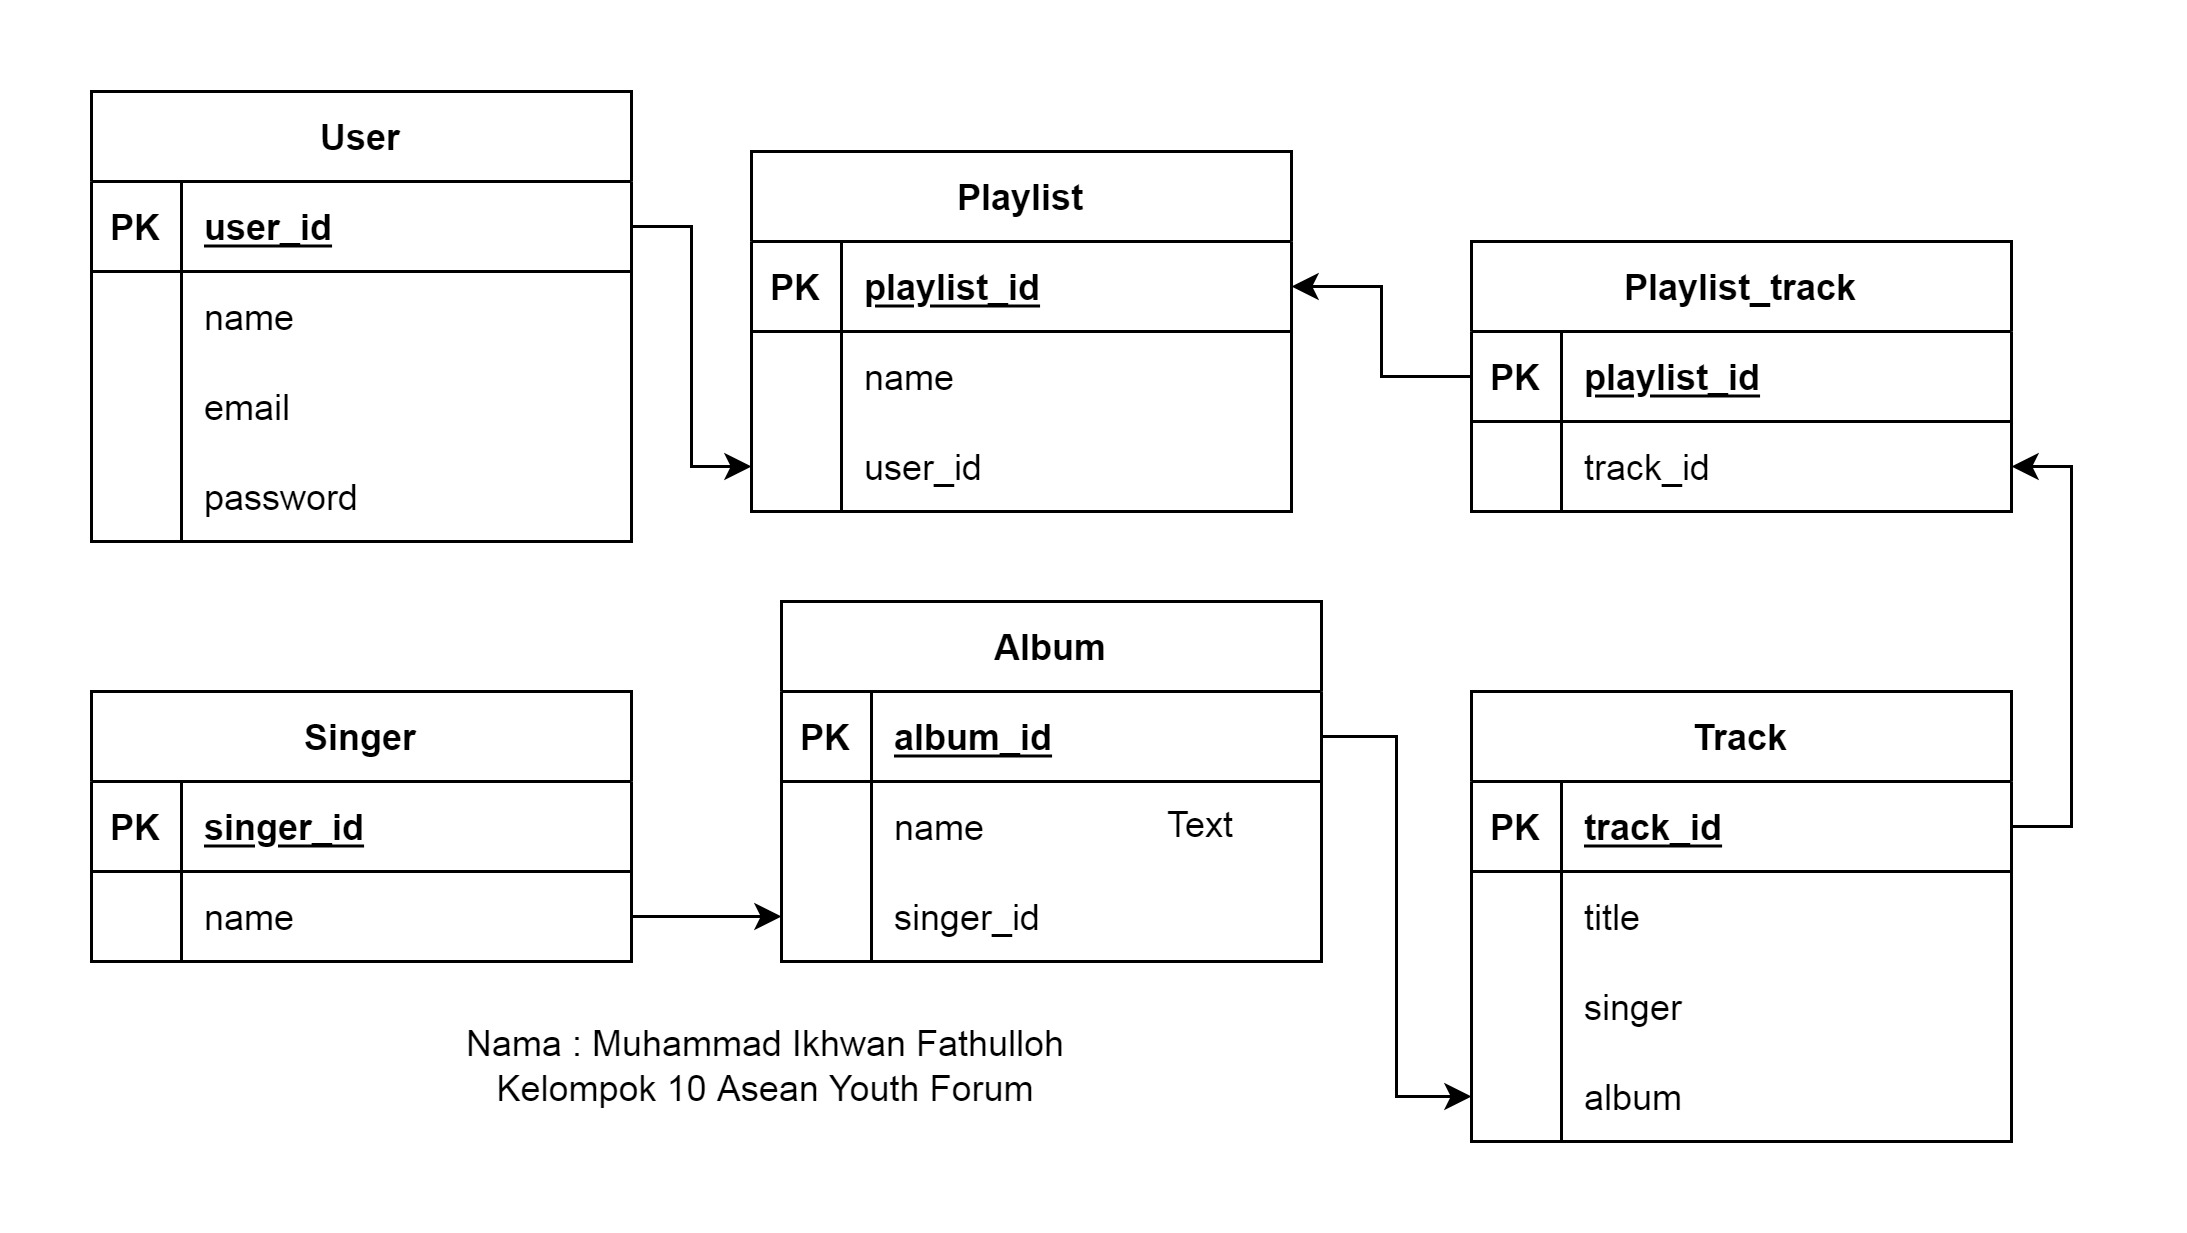 User
PK user_id
name
email
password
Playlist
PK playlist_id
name
user_id
Playlist_track
PK playlist_id
track_id
Singer
PK singer_id
name
Album
PK album_id
name Text
singer_id
Track
PK track_id
title
singer
album
Nama : Muhammad Ikhwan Fathulloh
Kelompok 10 Asean Youth Forum